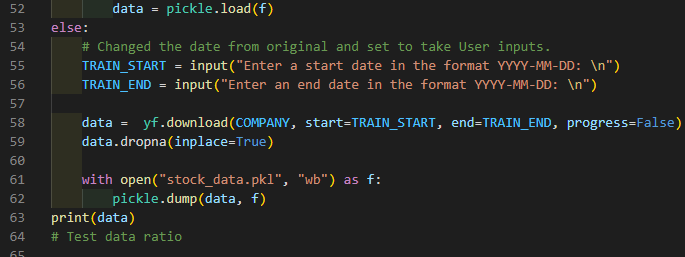 52 data = pickle.load(f)
53 else:
54 # Changed the date from original and set to take User inputs.
55 TRAIN_START = input("Enter a start date in the format YYYY-MM-DD: \n")
56 TRAIN_END = input("Enter an end date in the format YYYY-MM-DD: \n")
57
58 data =  yf.download(COMPANY, start=TRAIN_START, end=TRAIN_END, progress=False)
59 data.dropna(inplace=True)
60
61 with open("stock_data.pkl", "wb") as f:
62 pickle.dump(data, f)
63 print(data)
64 # Test data ratio
65